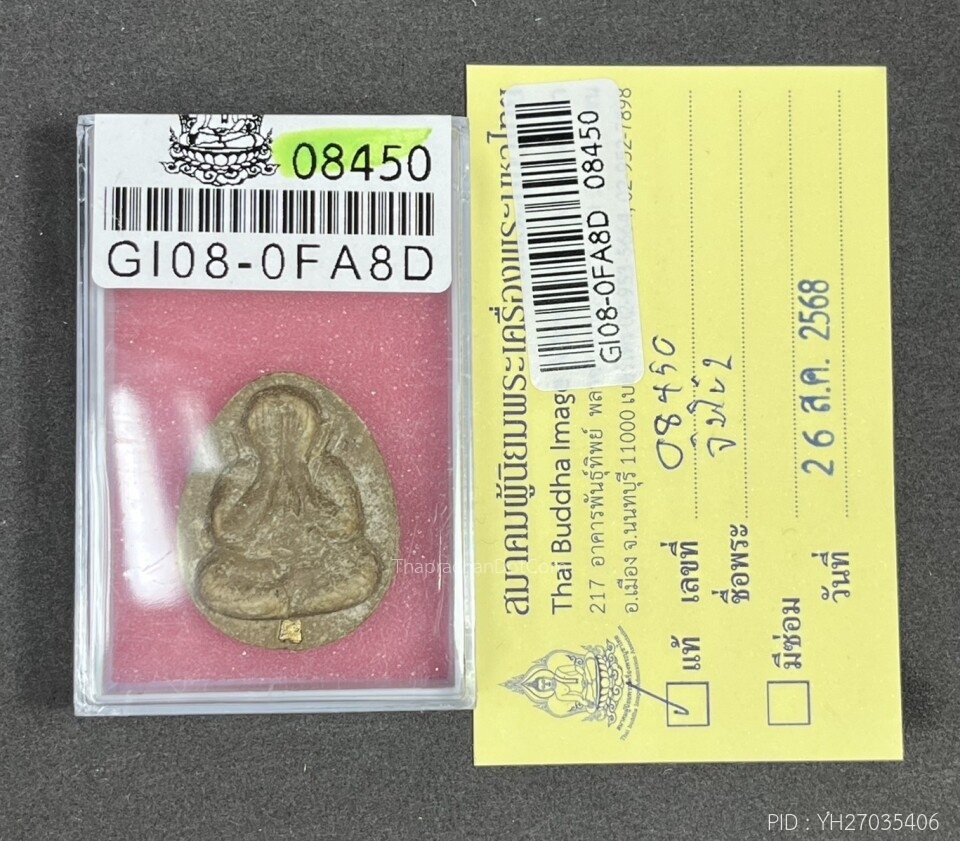 08450
GI08-0FA8D
สมาคมผู้นิยมพระเครื่องพระบูชาไทย
Thai Buddha Image
217 อาคารพันธุ์ทิพย์
อ.เมือง จ.นนทบุรี 11000
GI08-0FA8D 08450
แท้
เลขที่ 08450
ชื่อพระ
มีซ่อม
วันที่ 26 ส.ค. 2568
ThaprachanDotCom
PID : YH27035406